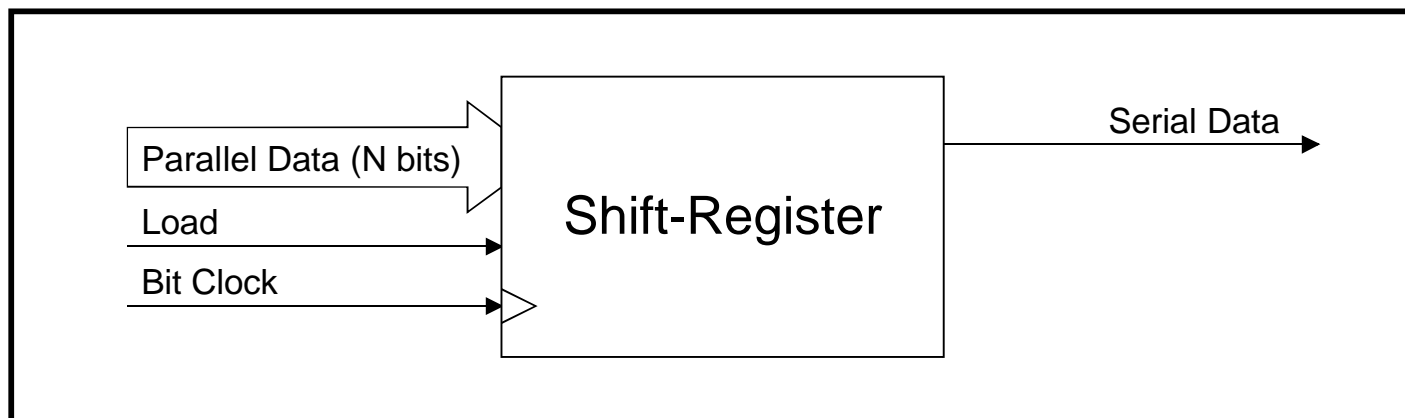 Parallel Data (N bits)
Load
Bit Clock
Shift-Register
Serial Data